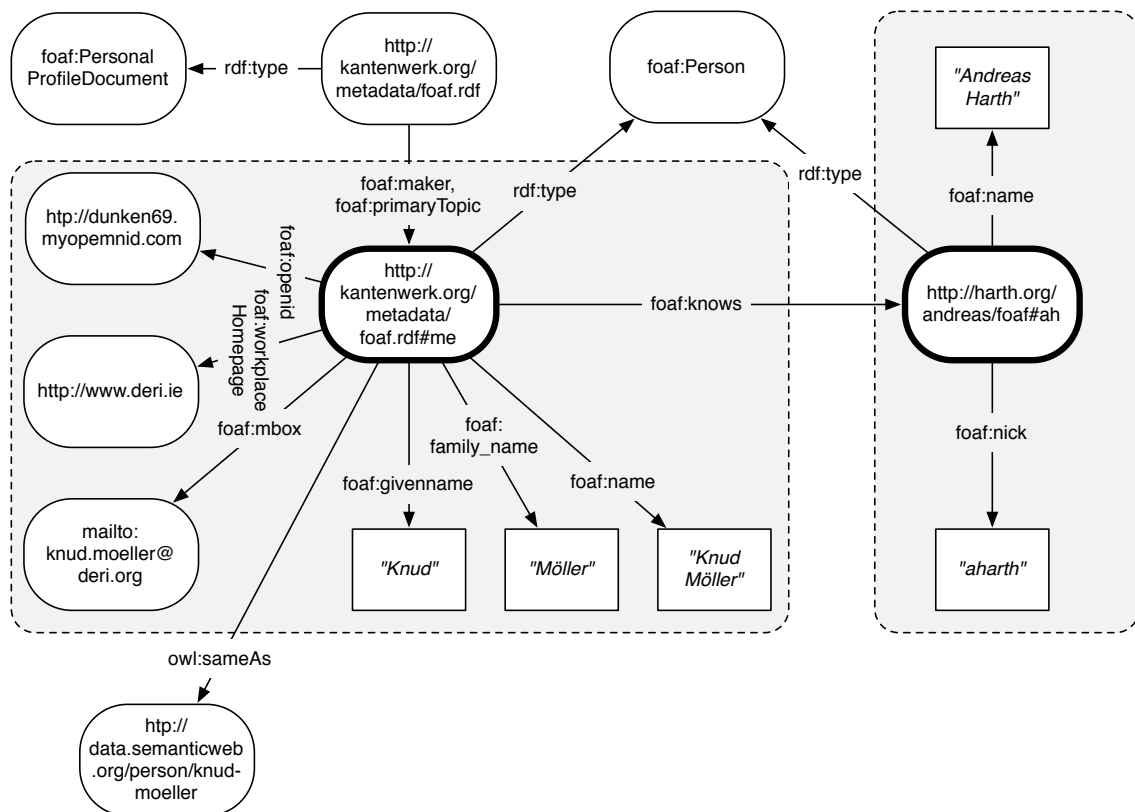 foaf:Personal
ProfileDocument
rdf:type
http://
kantenwerk.org/
metadata/foaf.rdf
foaf:Person
"Andreas
Harth"
foaf:maker,
foaf:primaryTopic
rdf:type
rdf:type
foaf:name
htp://dunken69.
myopemnid.com
foaf:openid
http://
kantenwerk.org/
metadata/
foaf.rdf#me
foaf:knows
http://harth.org/
andreas/foaf#ah
foaf:workplace
Homepage
http://www.deri.ie
foaf:mbox
foaf:
family_name
foaf:givenname
foaf:name
foaf:nick
mailto:
knud.moeller@
deri.org
"Knud"
"Möller"
"Knud
Möller"
"aharth"
owl:sameAs
htp://
data.semanticweb
.org/person/knud-
moeller